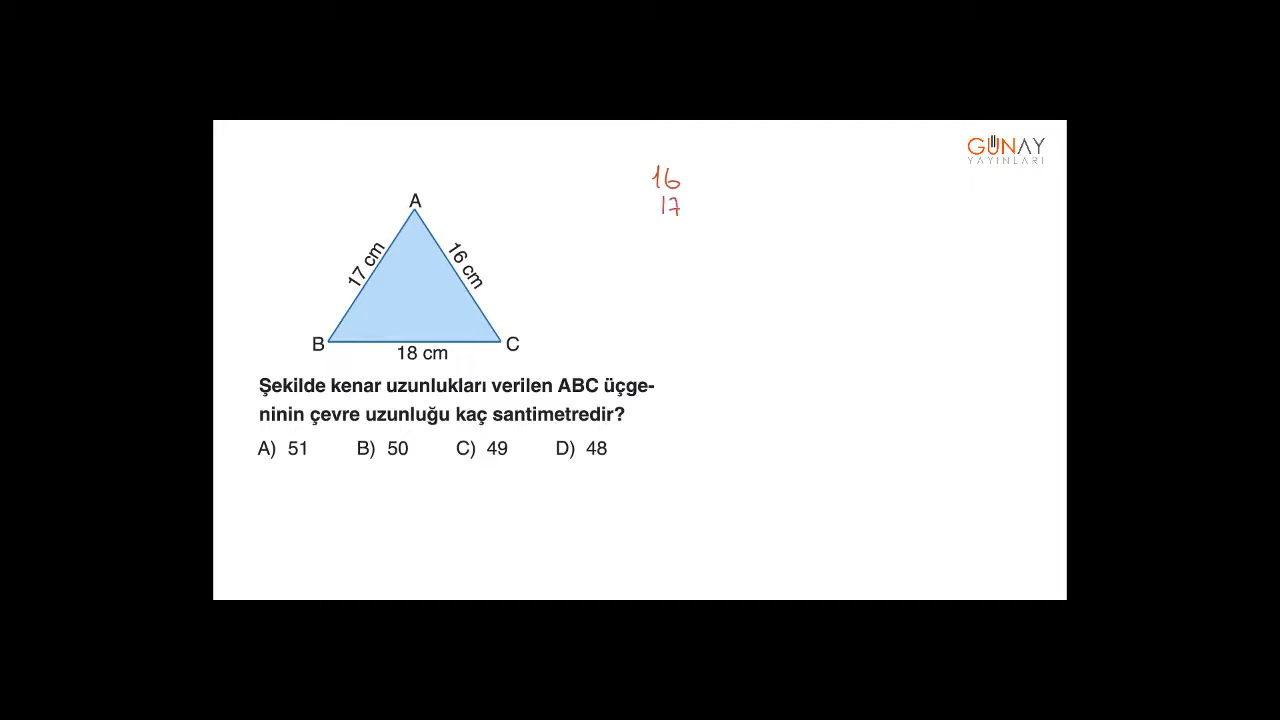 GÜNAY
YAYINLARI
16
17
A
17 cm
16 cm
B
C
18 cm
Şekilde kenar uzunlukları verilen ABC üçge-
ninin çevre uzunluğu kaç santimetredir?
A) 51 B) 50 C) 49 D) 48